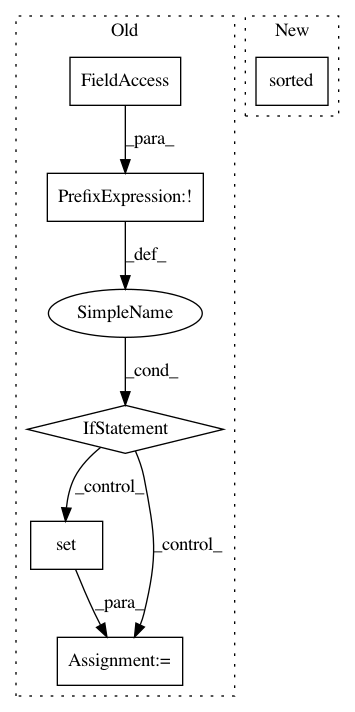 Old
New
FieldAccess
sorted
_para_
PrefixExpression:!
_def_
SimpleName
_cond_
IfStatement
_control_
set
_control_
_para_
Assignment:=